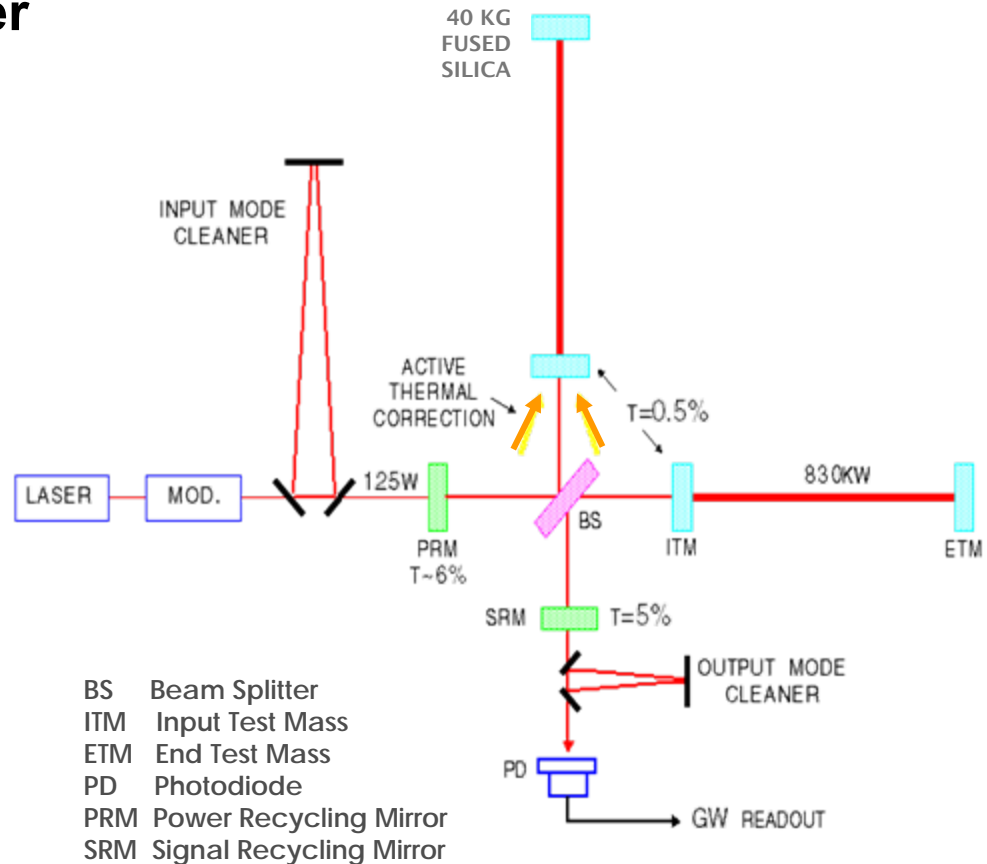 er
40 KG
FUSED
SILICA
INPUT MODE
CLEANER
ACTIVE
THERMAL
CORRECTION
T=0.5%
LASER
MOD.
125W
830KW
BS
PRM
T~6%
ITM
ETM
SRM
T=5%
OUTPUT MODE
CLEANER
PD
GW READOUT
BS Beam Splitter
ITM Input Test Mass
ETM End Test Mass
PD Photodiode
PRM Power Recycling Mirror
SRM Signal Recycling Mirror